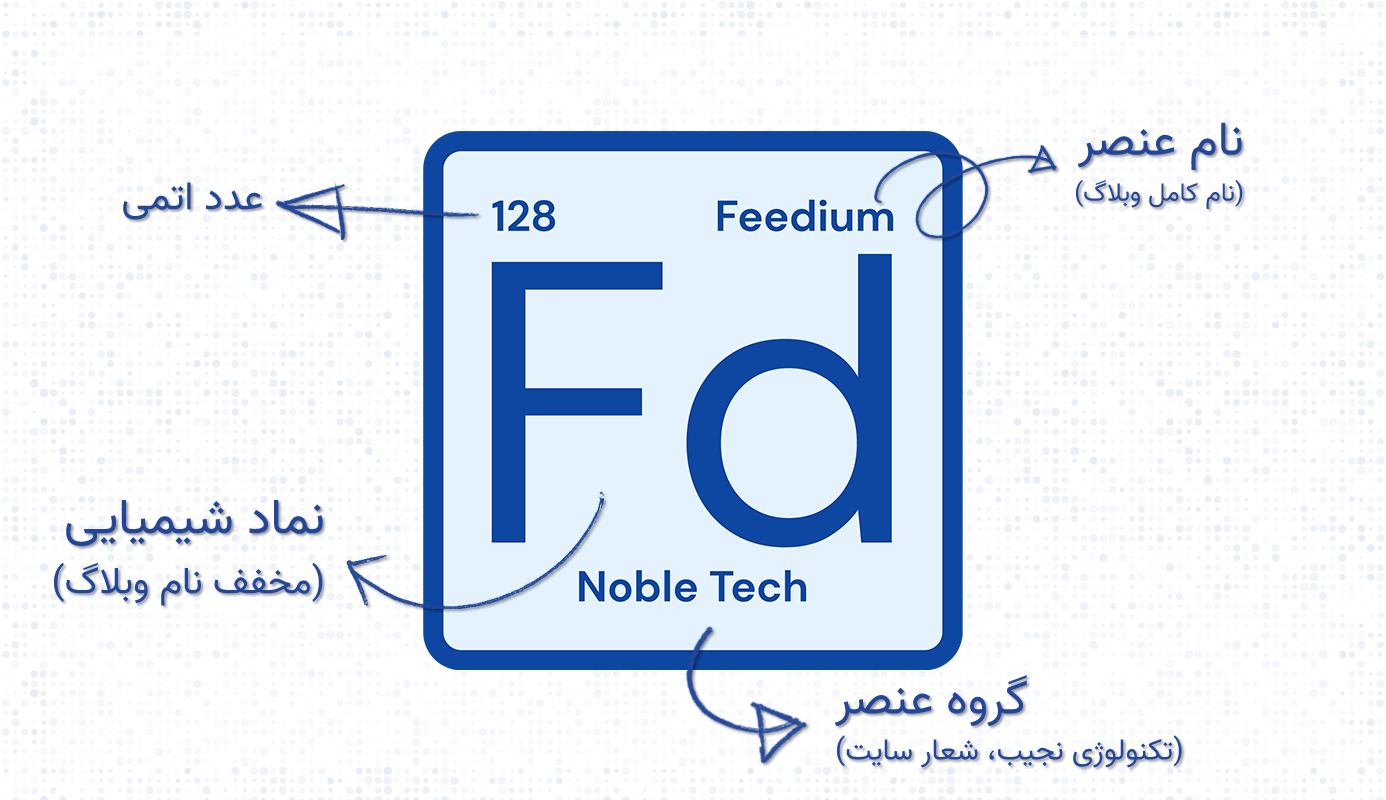 نام عنصر
(نام کامل وبلاگ)
عدد اتمی
128
Feedium
Fd
نماد شیمیایی
(مخفف نام وبلاگ)
Noble Tech
گروه عنصر
(تکنولوژی نجیب، شعار سایت)